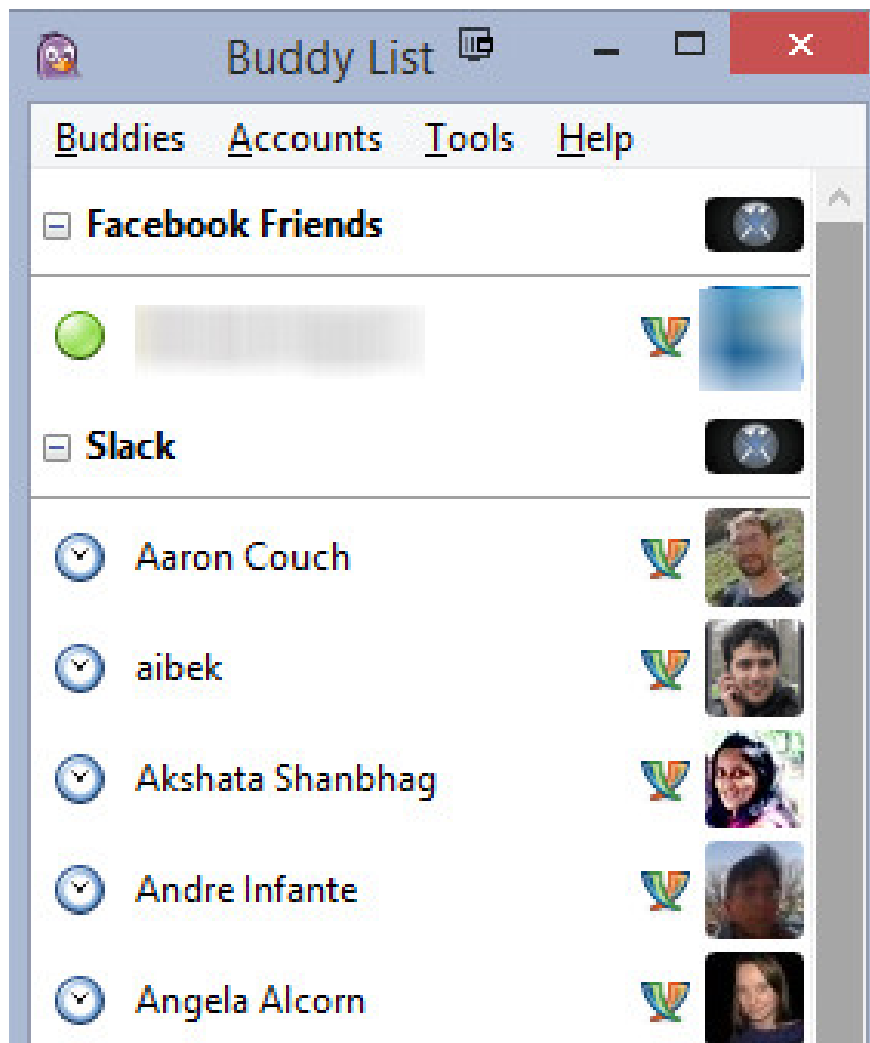 Buddy List
Buddies Accounts Tools Help
Facebook Friends
Slack
Aaron Couch
aibek
Akshata Shanbhag
Andre Infante
Angela Alcorn